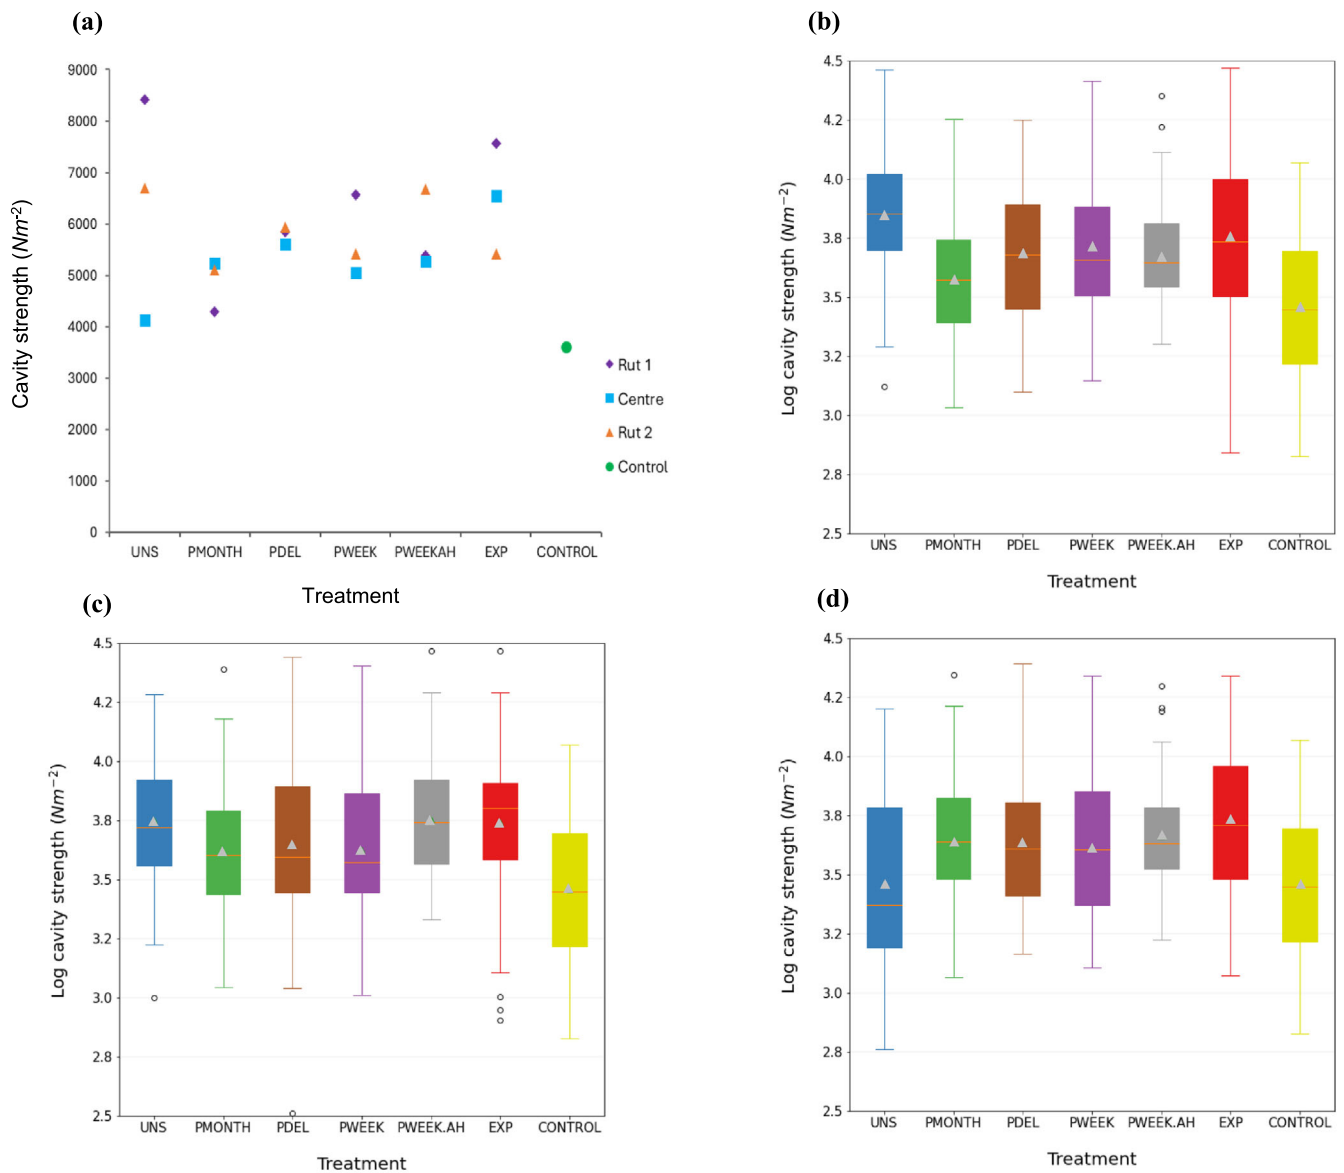 (a)
9000
8000
7000
6000
5000
4000
3000
2000
1000
0
Cavity strength (Nm-2)
UNS PMONTH PDEL PWEEK PWEEKAH EXP CONTROL
Treatment
Rut 1
Centre
Rut 2
Control
(b)
4.5
4.2
4.0
3.8
3.5
3.2
3.0
2.8
2.5
Log cavity strength (Nm−2)
UNS PMONTH PDEL PWEEK PWEEK.AH EXP CONTROL
Treatment
(c)
4.5
4.2
4.0
3.8
3.5
3.2
3.0
2.8
2.5
Log cavity strength (Nm−2)
UNS PMONTH PDEL PWEEK PWEEK.AH EXP CONTROL
Treatment
(d)
4.5
4.2
4.0
3.8
3.5
3.2
3.0
2.8
2.5
Log cavity strength (Nm−2)
UNS PMONTH PDEL PWEEK PWEEK.AH EXP CONTROL
Treatment